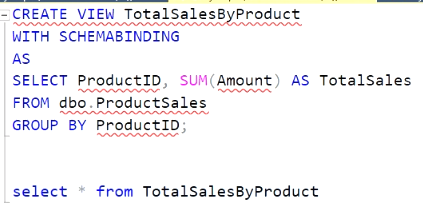 CREATE VIEW TotalSalesByProduct
WITH SCHEMABINDING
AS
SELECT ProductID, SUM(Amount) AS TotalSales
FROM dbo.ProductSales
GROUP BY ProductID;
select * from TotalSalesByProduct